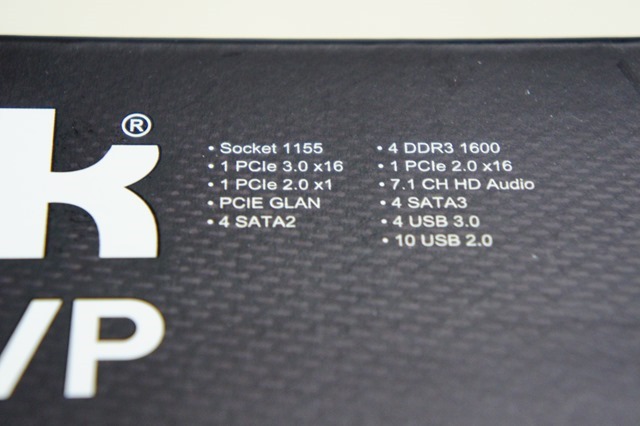 k®
• Socket 1155
• 1 PCIe 3.0 x16
• 1 PCIe 2.0 x1
• PCIE GLAN
• 4 SATA2
• 4 DDR3 1600
• 1 PCIe 2.0 x16
• 7.1 CH HD Audio
• 4 SATA3
• 4 USB 3.0
• 10 USB 2.0
VP